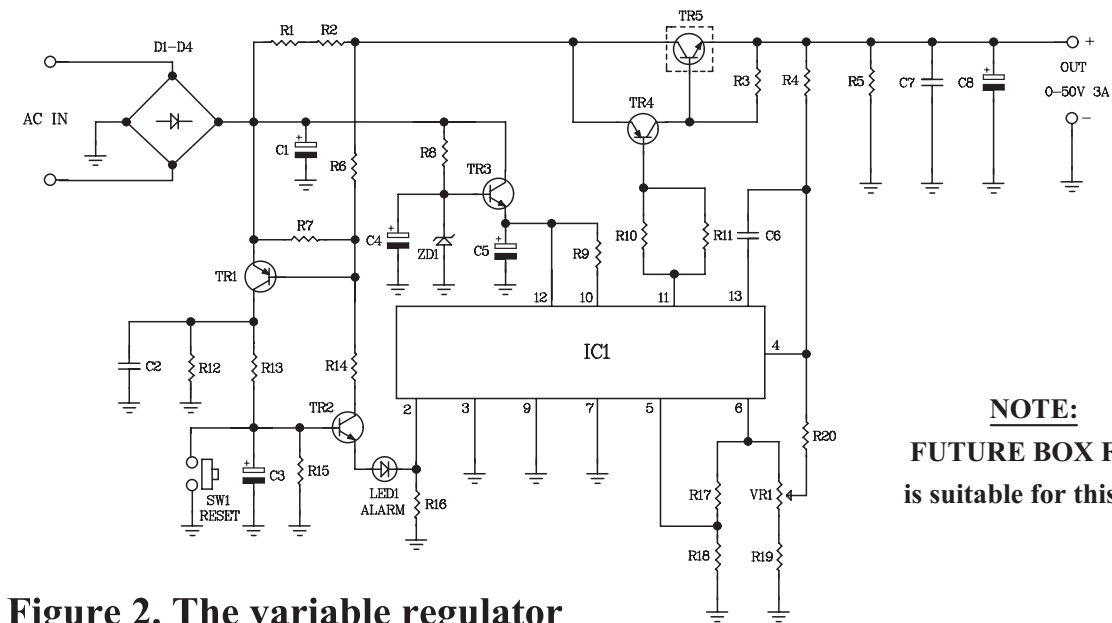 TR5
R1 R2
D1-D4
+
OUT
0-50V 3A
-
R3 R4 R5 C7 + C8
TR4
AC IN
+ C1
R6
R8
TR3
R7
+ C4
ZD1
+ C5
R9
R10
R11
C6
TR1
12 10 11 13
IC1
4
C2
R12
R13
R14
TR2
2 3 9 7 5 6
R20
NOTE:
FUTURE BOX F
is suitable for this
SW1
RESET
+ C3
R15
LED1
ALARM
R16
R17
VR1
R18
R19
Figure 2. The variable regulator